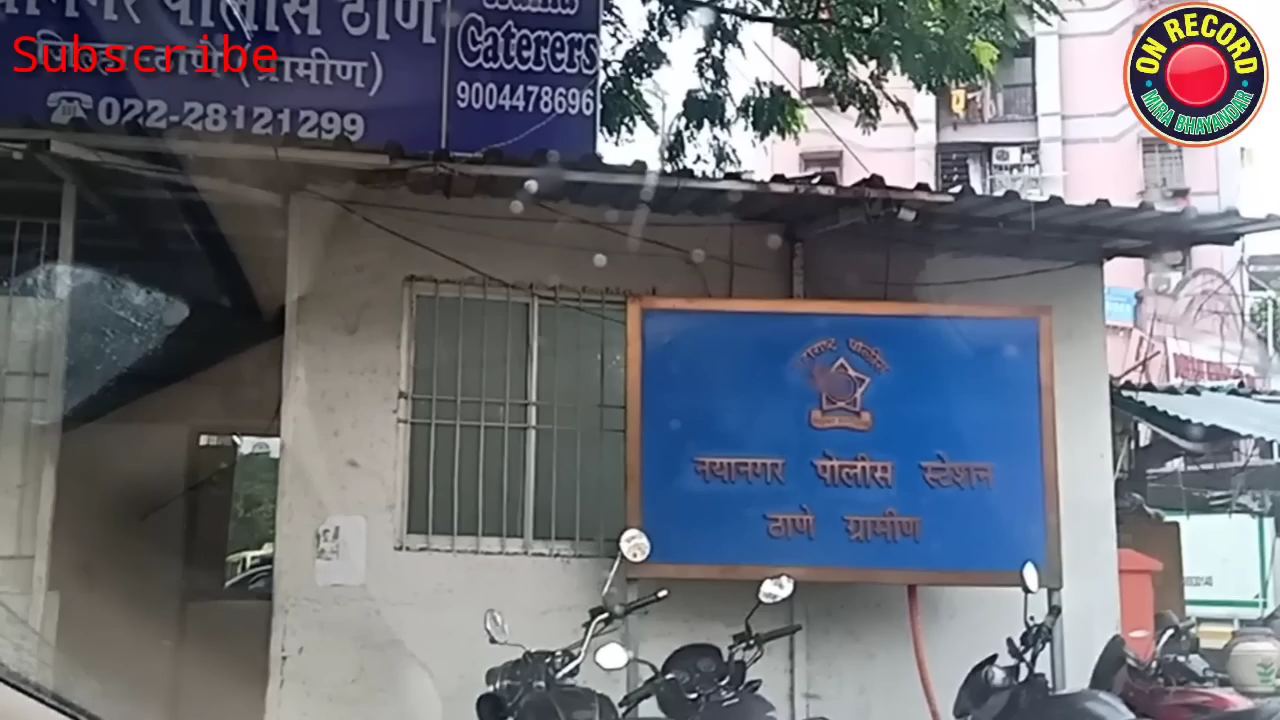 पोलीस ठाणे
Caterers
9004478696
Subscribe
(ग्रामीण)
022-28121299
ON RECORD
MIRA BHAYANDAR
नयानगर पोलीस स्टेशन
ठाणे ग्रामीण